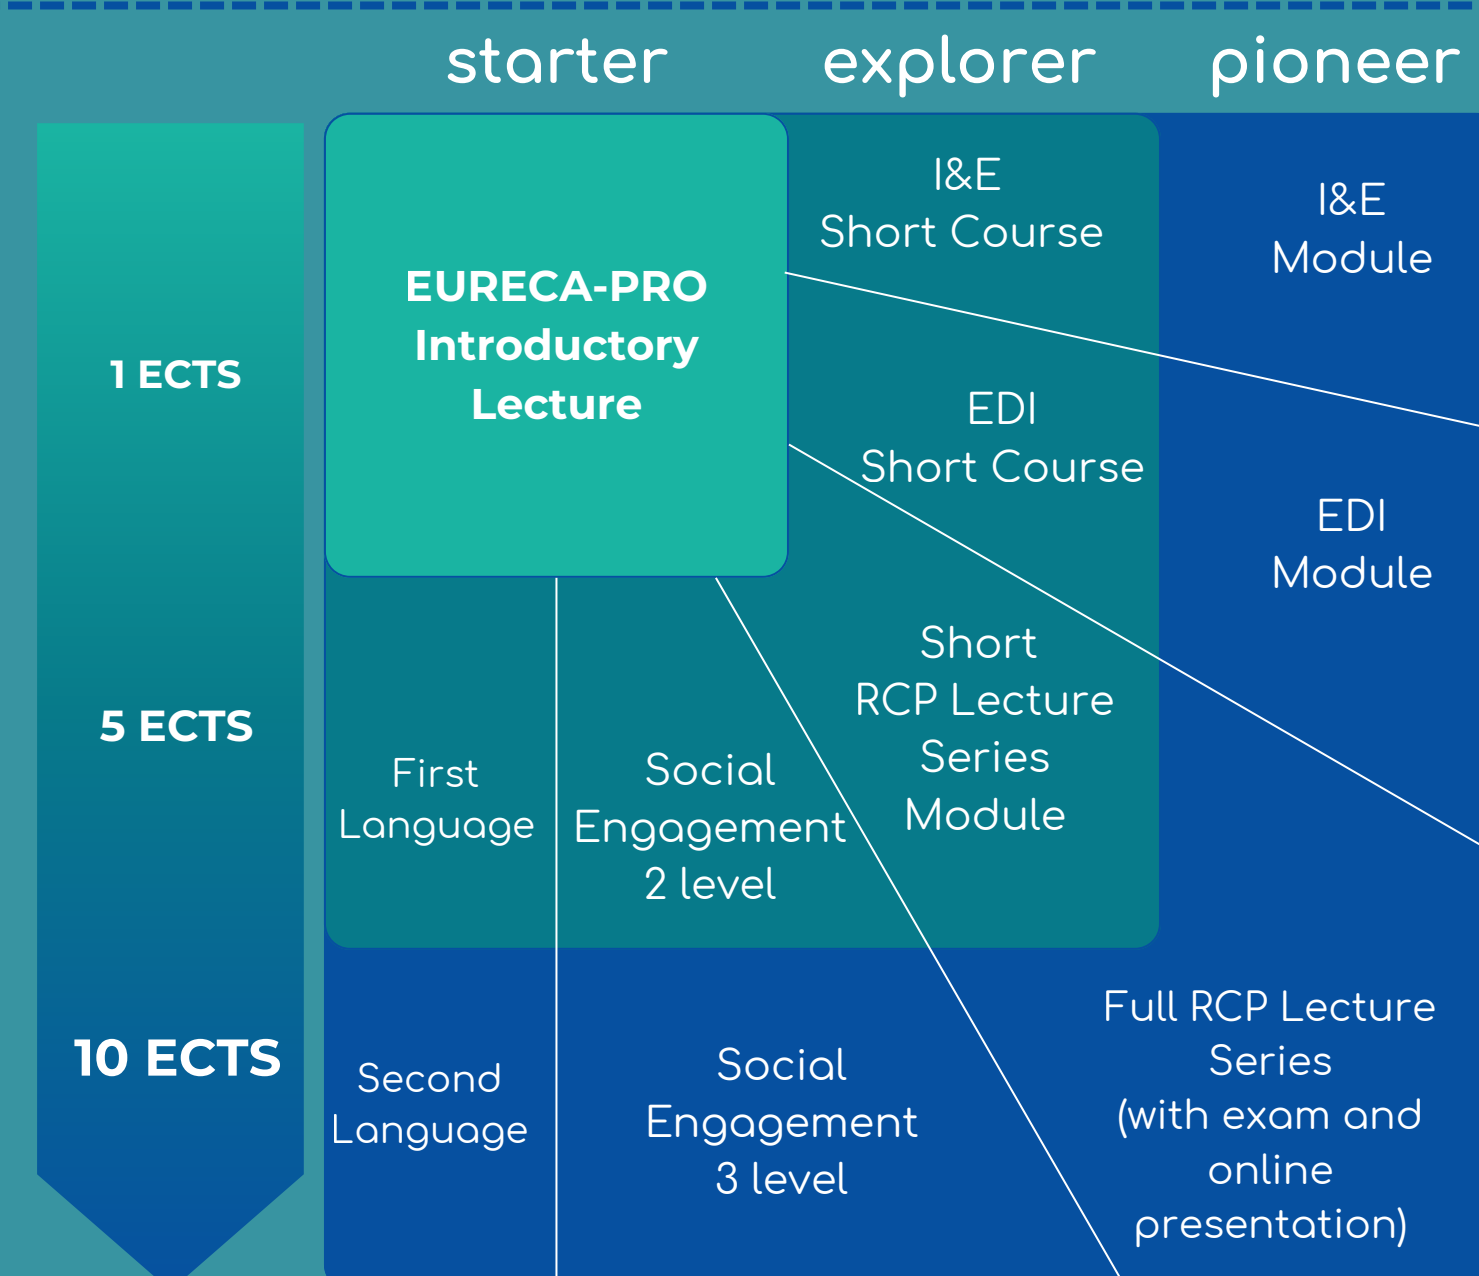 starter
explorer
pioneer
1 ECTS
5 ECTS
10 ECTS
EURECA-PRO
Introductory
Lecture
I&E
Short Course
EDI
Short Course
Short
RCP Lecture
Series
Module
Social
Engagement
2 level
First
Language
I&E
Module
EDI
Module
Full RCP Lecture
Series
(with exam and
online
presentation)
Social
Engagement
3 level
Second
Language